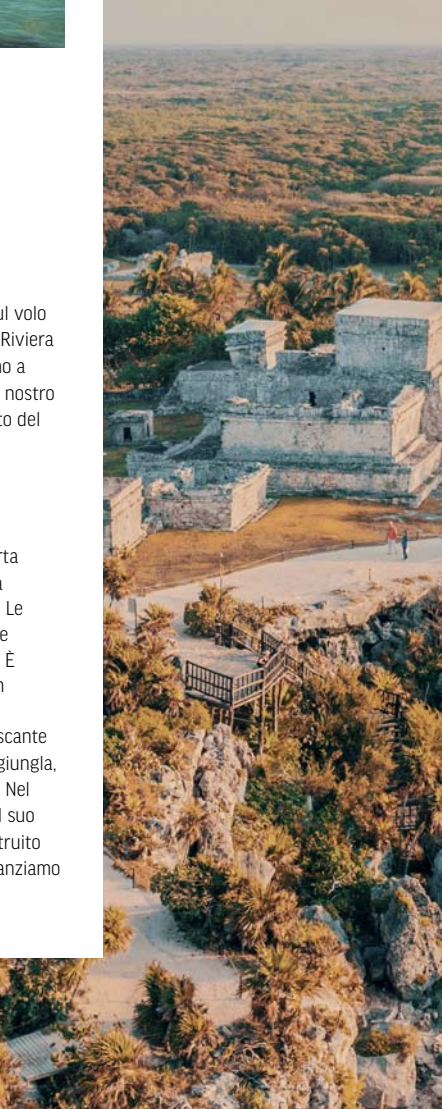 ul volo
Riviera
no a
nostro
to del
rta
a
Le
e
È
n
scante
giungla,
Nel
l suo
truito
anziamo